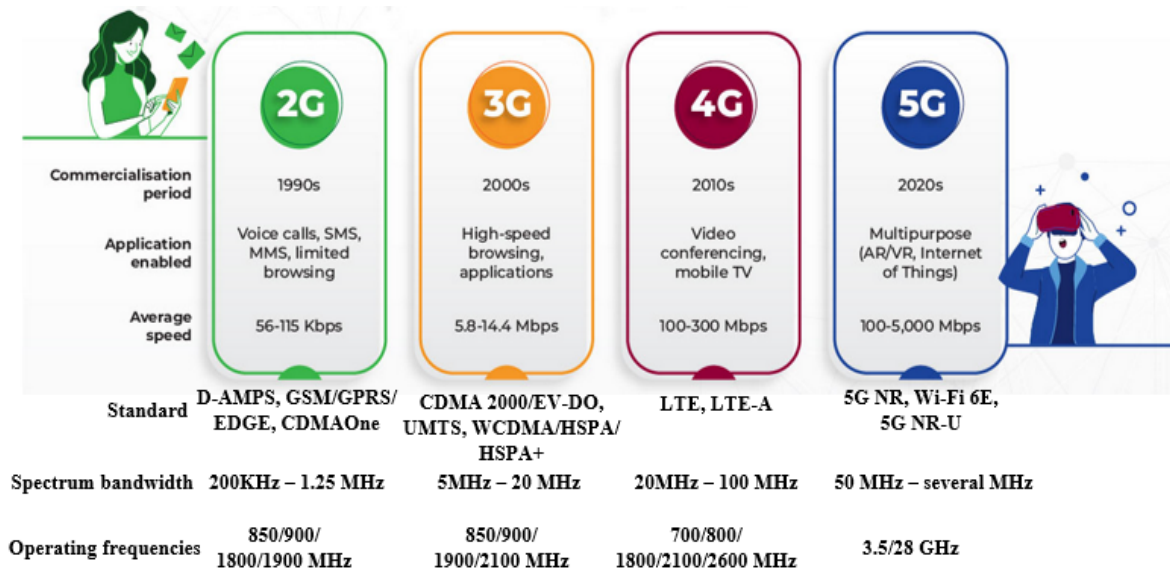 2G
3G
4G
5G
Commercialisation
period
1990s
2000s
2010s
2020s
Application
enabled
Voice calls, SMS,
MMS, limited
browsing
High-speed
browsing,
applications
Video
conferencing,
mobile TV
Multipurpose
(AR/VR, Internet
of Things)
Average
speed
56-115 Kbps
5.8-14.4 Mbps
100-300 Mbps
100-5,000 Mbps
Standard
D-AMPS, GSM/GPRS/
EDGE, CDMAOne
CDMA 2000/EV-DO,
UMTS, WCDMA/HSPA/
HSPA+
LTE, LTE-A
5G NR, Wi-Fi 6E,
5G NR-U
Spectrum bandwidth
200KHz – 1.25 MHz
5MHz – 20 MHz
20MHz – 100 MHz
50 MHz – several MHz
Operating frequencies
850/900/
1800/1900 MHz
850/900/
1900/2100 MHz
700/800/
1800/2100/2600 MHz
3.5/28 GHz